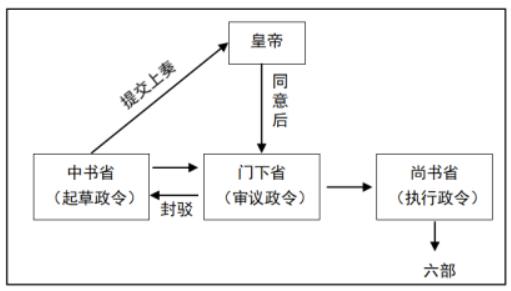 皇帝
提交上奏
同意后
中书省
（起草政令）
封驳
门下省
（审议政令）
尚书省
（执行政令）
六部